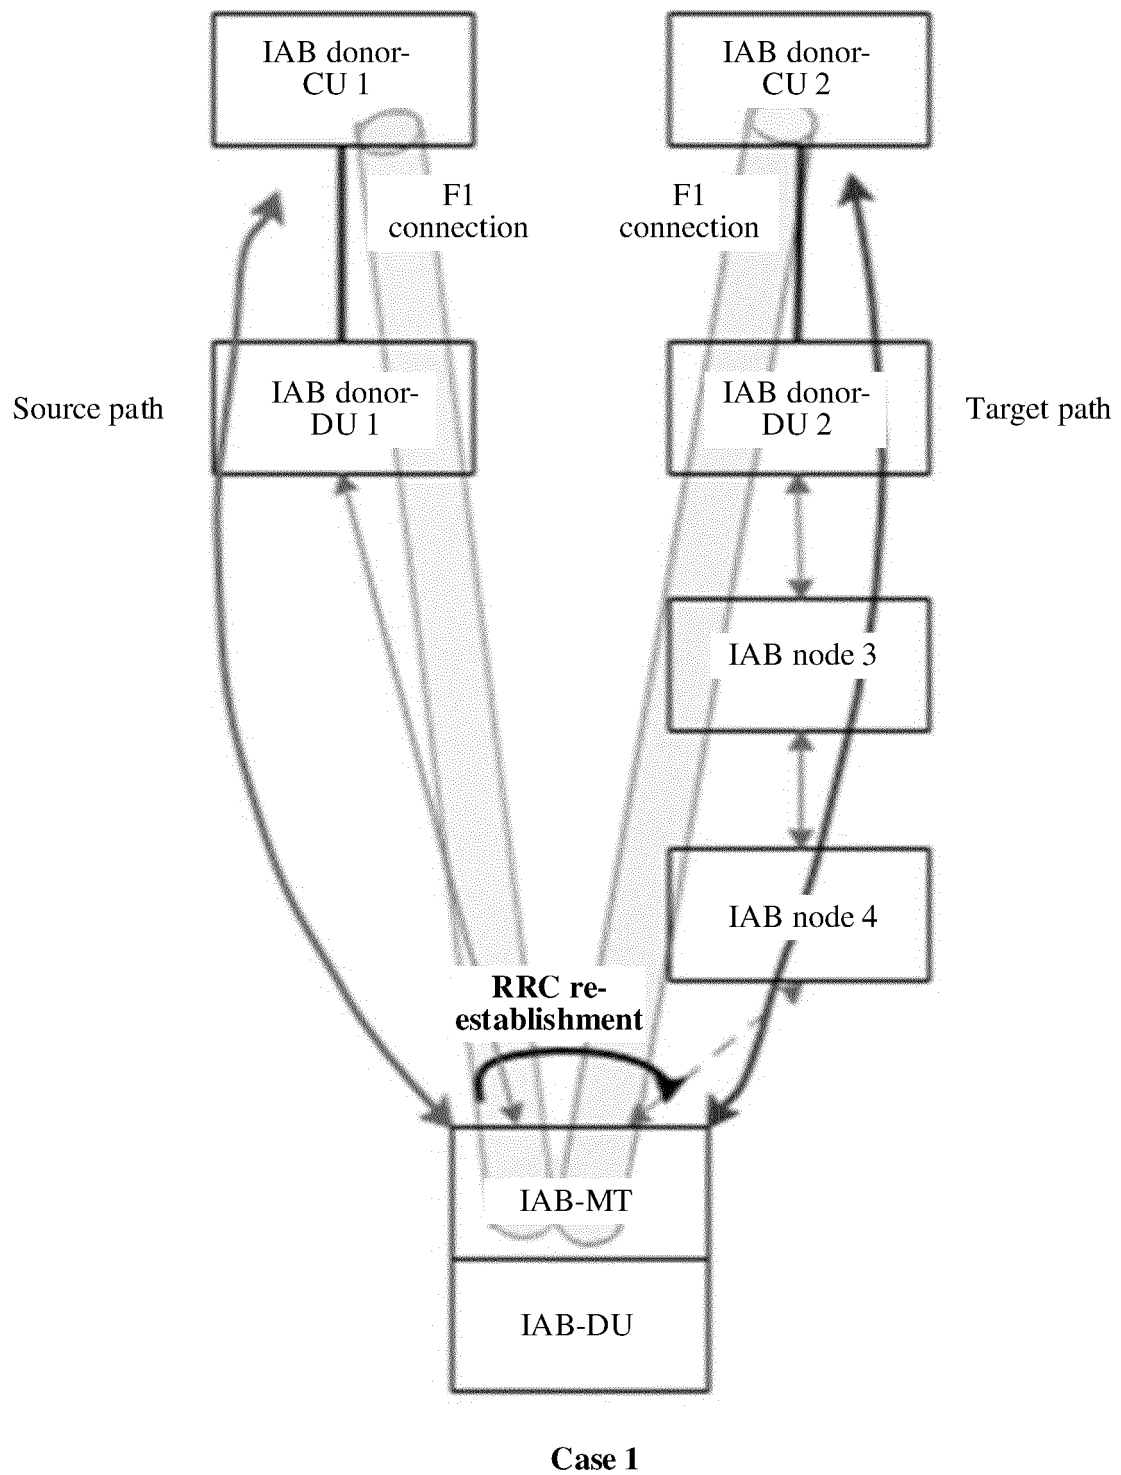 IAB donor-
CU 1
IAB donor-
CU 2
F1
connection
F1
connection
Source path
IAB donor-
DU 1
IAB donor-
DU 2
Target path
IAB node 3
IAB node 4
RRC re-
establishment
IAB-MT
IAB-DU
Case 1